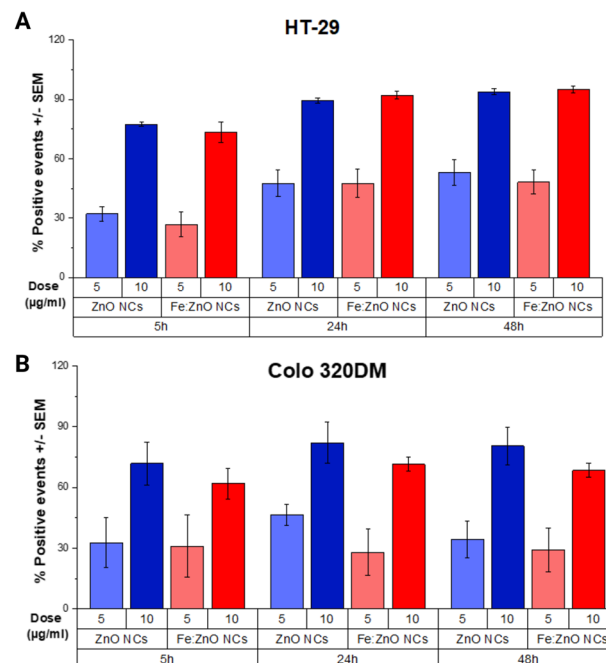 A
HT-29
% Positive events +/- SEM
120
90
60
30
0
Dose 5 10 5 10 5 10 5 10 5 10 5 10
(µg/ml) ZnO NCs Fe:ZnO NCs ZnO NCs Fe:ZnO NCs ZnO NCs Fe:ZnO NCs
5h 24h 48h
B
Colo 320DM
% Positive events +/- SEM
120
90
60
30
0
Dose 5 10 5 10 5 10 5 10 5 10 5 10
(µg/ml) ZnO NCs Fe:ZnO NCs ZnO NCs Fe:ZnO NCs ZnO NCs Fe:ZnO NCs
5h 24h 48h